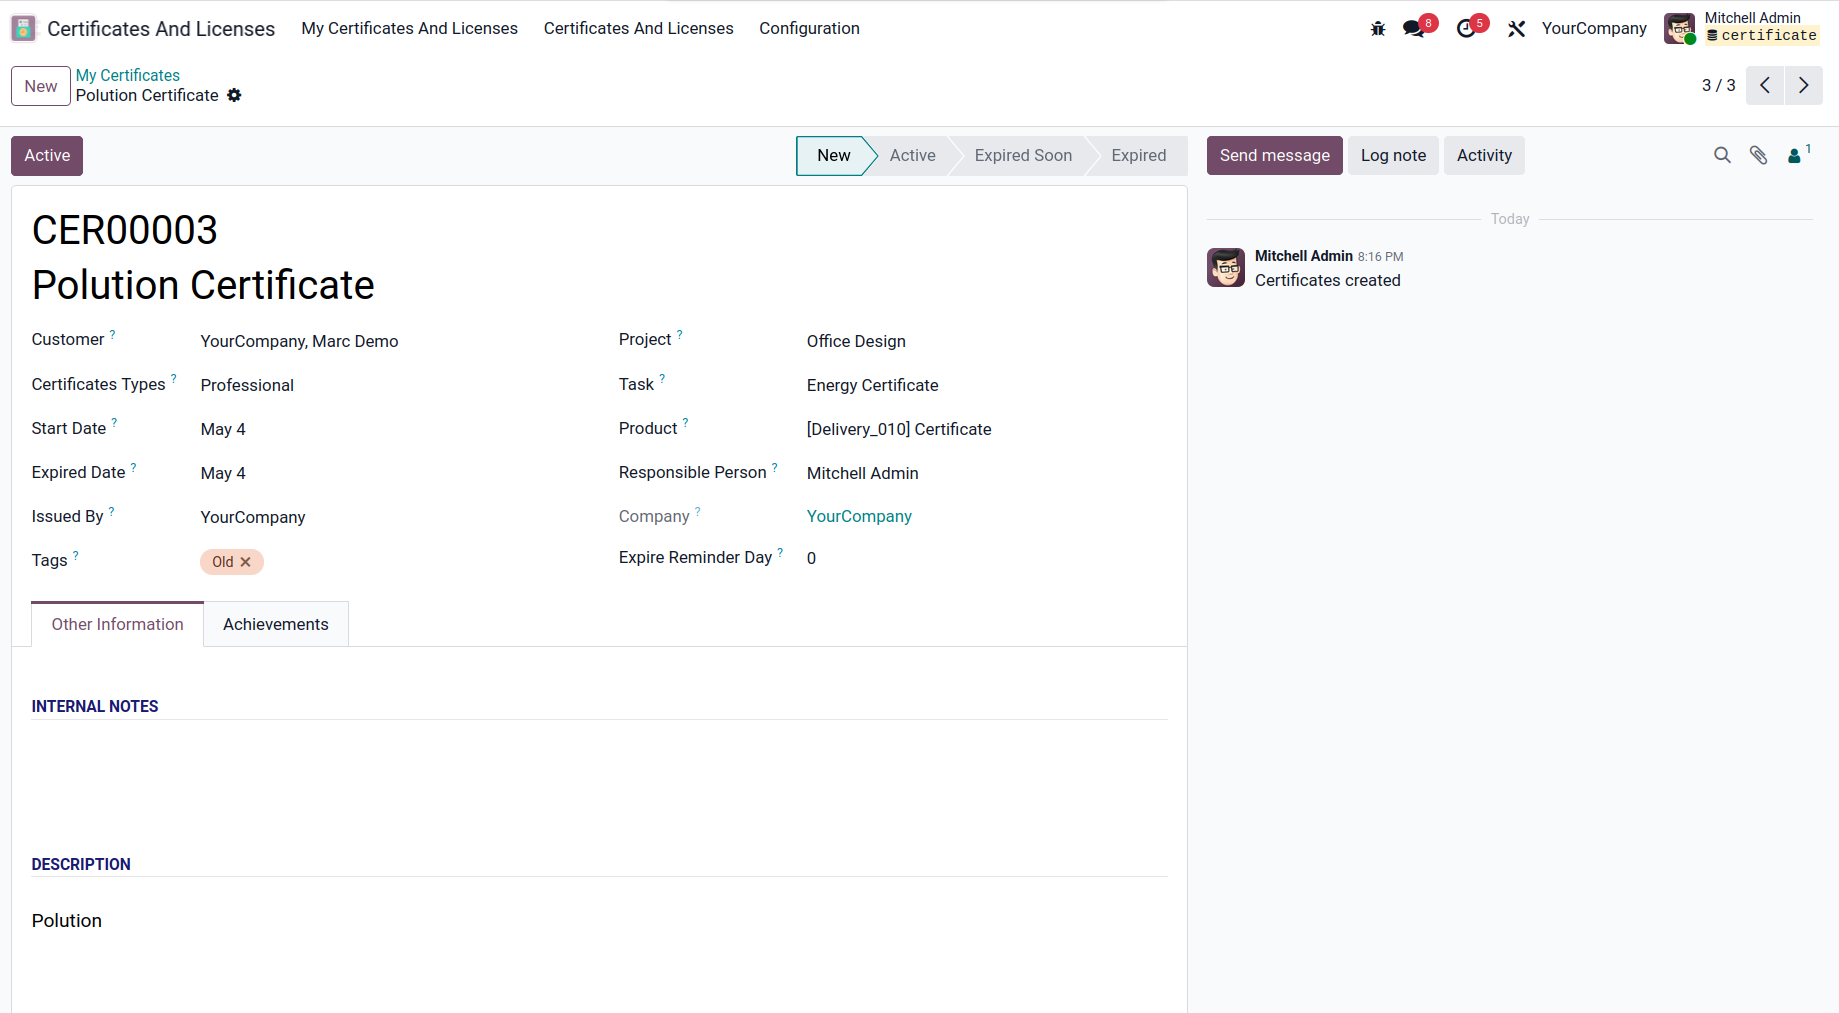 Certificates And Licenses My Certificates And Licenses Certificates And Licenses Configuration 8 5 YourCompany Mitchell Admin
certificate
New My Certificates
Polution Certificate 3 / 3
Active New Active Expired Soon Expired Send message Log note Activity 1
Today
CER00003
Mitchell Admin 8:16 PM
Certificates created
Polution Certificate
Customer ? YourCompany, Marc Demo Project ? Office Design
Certificates Types ? Professional Task ? Energy Certificate
Start Date ? May 4 Product ? [Delivery_010] Certificate
Expired Date ? May 4 Responsible Person ? Mitchell Admin
Issued By ? YourCompany Company ? YourCompany
Tags ? Old × Expire Reminder Day ? 0
Other Information Achievements
INTERNAL NOTES
DESCRIPTION
Polution